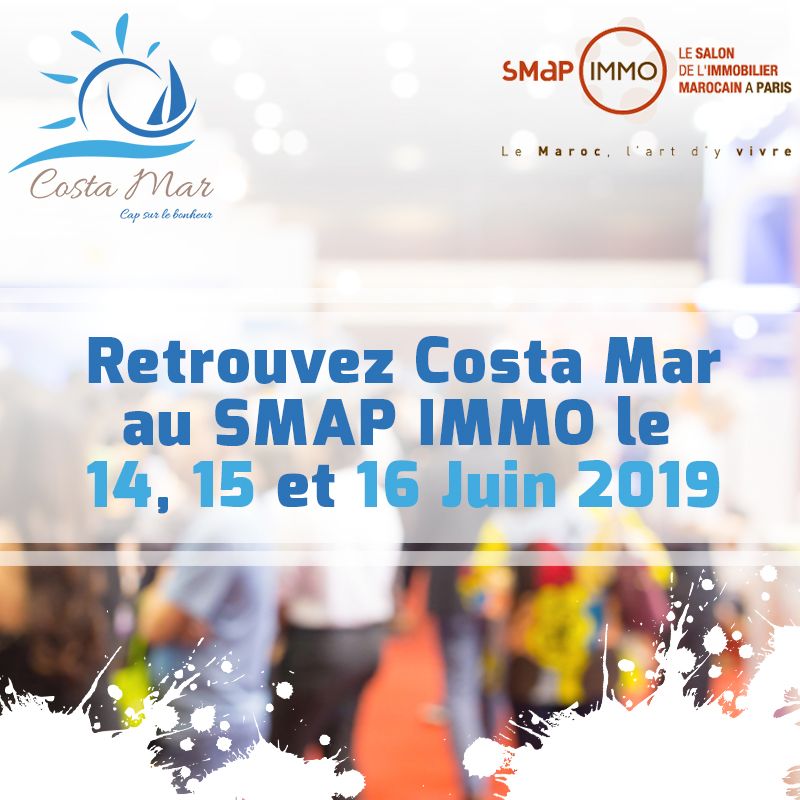 Costa Mar
Cap sur le bonheur
SMaP IMMO
LE SALON
DE L'IMMOBILIER
MAROCAIN A PARIS
Le Maroc, l'art d'y vivre
Retrouvez Costa Mar
au SMAP IMMO le
14, 15 et 16 Juin 2019